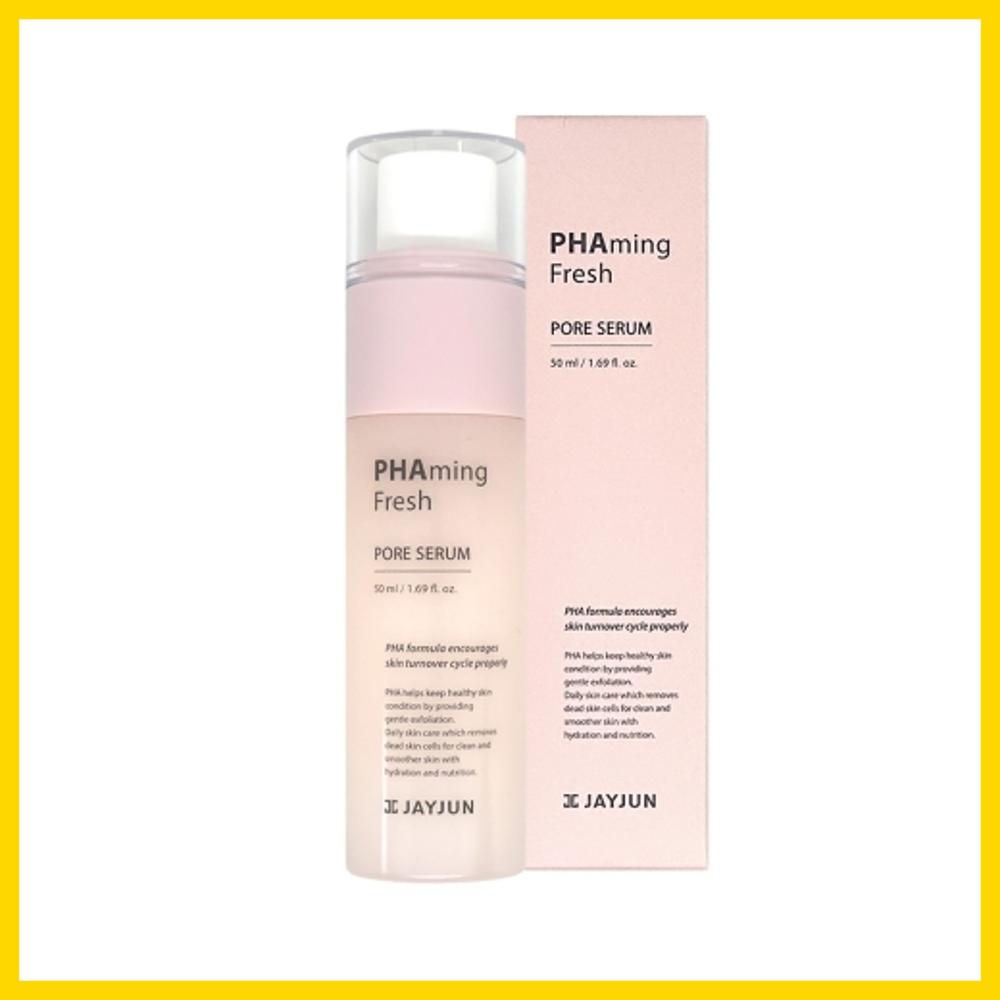 PHAming
Fresh
PORE SERUM
50 ml / 1.69 fl. oz.
PHA formula encourages
skin turnover cycle properly
PHA helps keep healthy skin
condition by providing
gentle exfoliation.
Daily skin care which removes
dead skin cells for clean and
smoother skin with
hydration and nutrition.
JAYJUN
PHAming
Fresh
PORE SERUM
50 ml / 1.69 fl. oz.
PHA formula encourages
skin turnover cycle properly
PHA helps keep healthy skin
condition by providing
gentle exfoliation.
Daily skin care which removes
dead skin cells for clean and
smoother skin with
hydration and nutrition.
JAYJUN